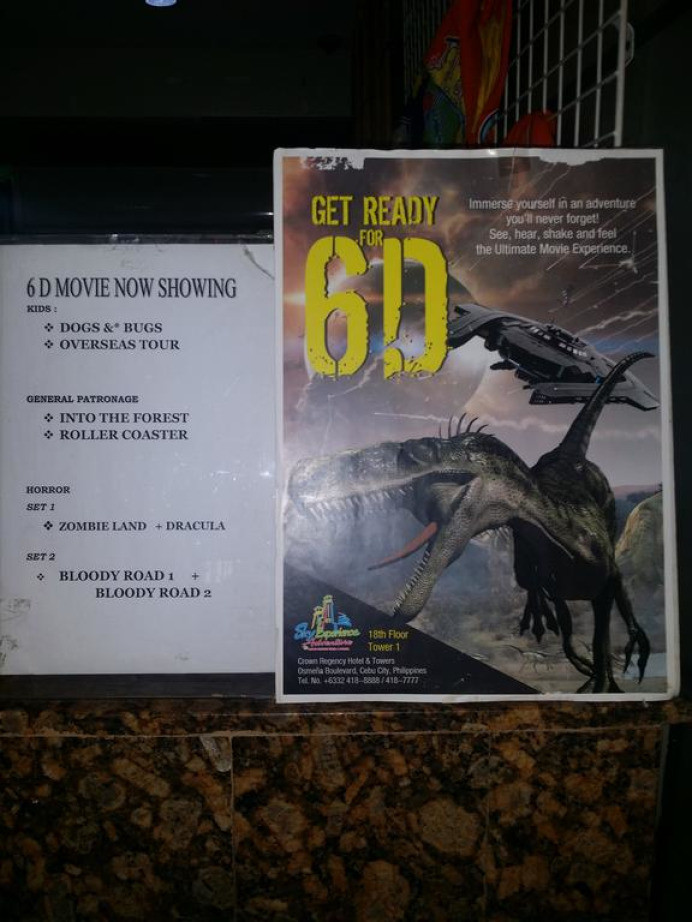 6 D MOVIE NOW SHOWING
KIDS :
❖ DOGS &* BUGS
❖ OVERSEAS TOUR
GENERAL PATRONAGE
❖ INTO THE FOREST
❖ ROLLER COASTER
HORROR
SET 1
❖ ZOMBIE LAND + DRACULA
SET 2
❖ BLOODY ROAD 1 +
BLOODY ROAD 2
GET READY
FOR
6D
Immerse yourself in an adventure
you'll never forget!
See, hear, shake and feel
the Ultimate Movie Experience.
Sky Experience
Adventure
18th Floor
Tower 1
Crown Regency Hotel & Towers
Osmeña Boulevard, Cebu City, Philippines
Tel. No. +6332 418-8888 / 418-7777